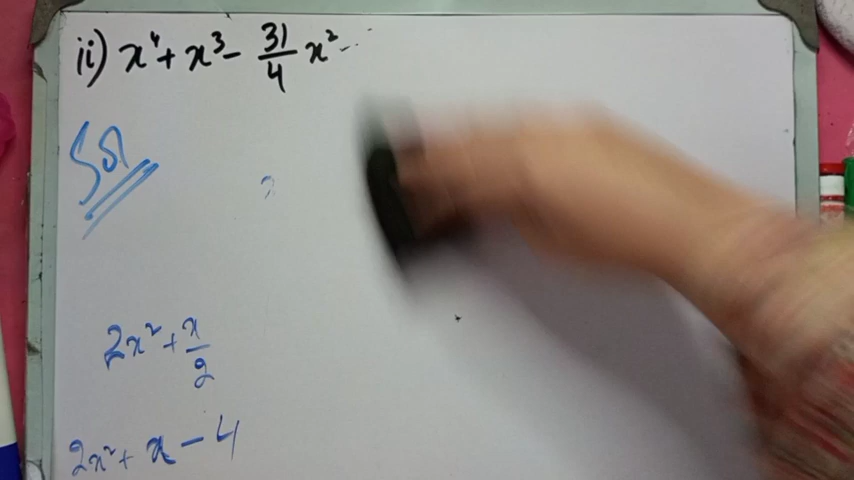 ii) x⁴ + x³ - 31/4 x² -
Sol
2x² + x/2
2x² + x - 4